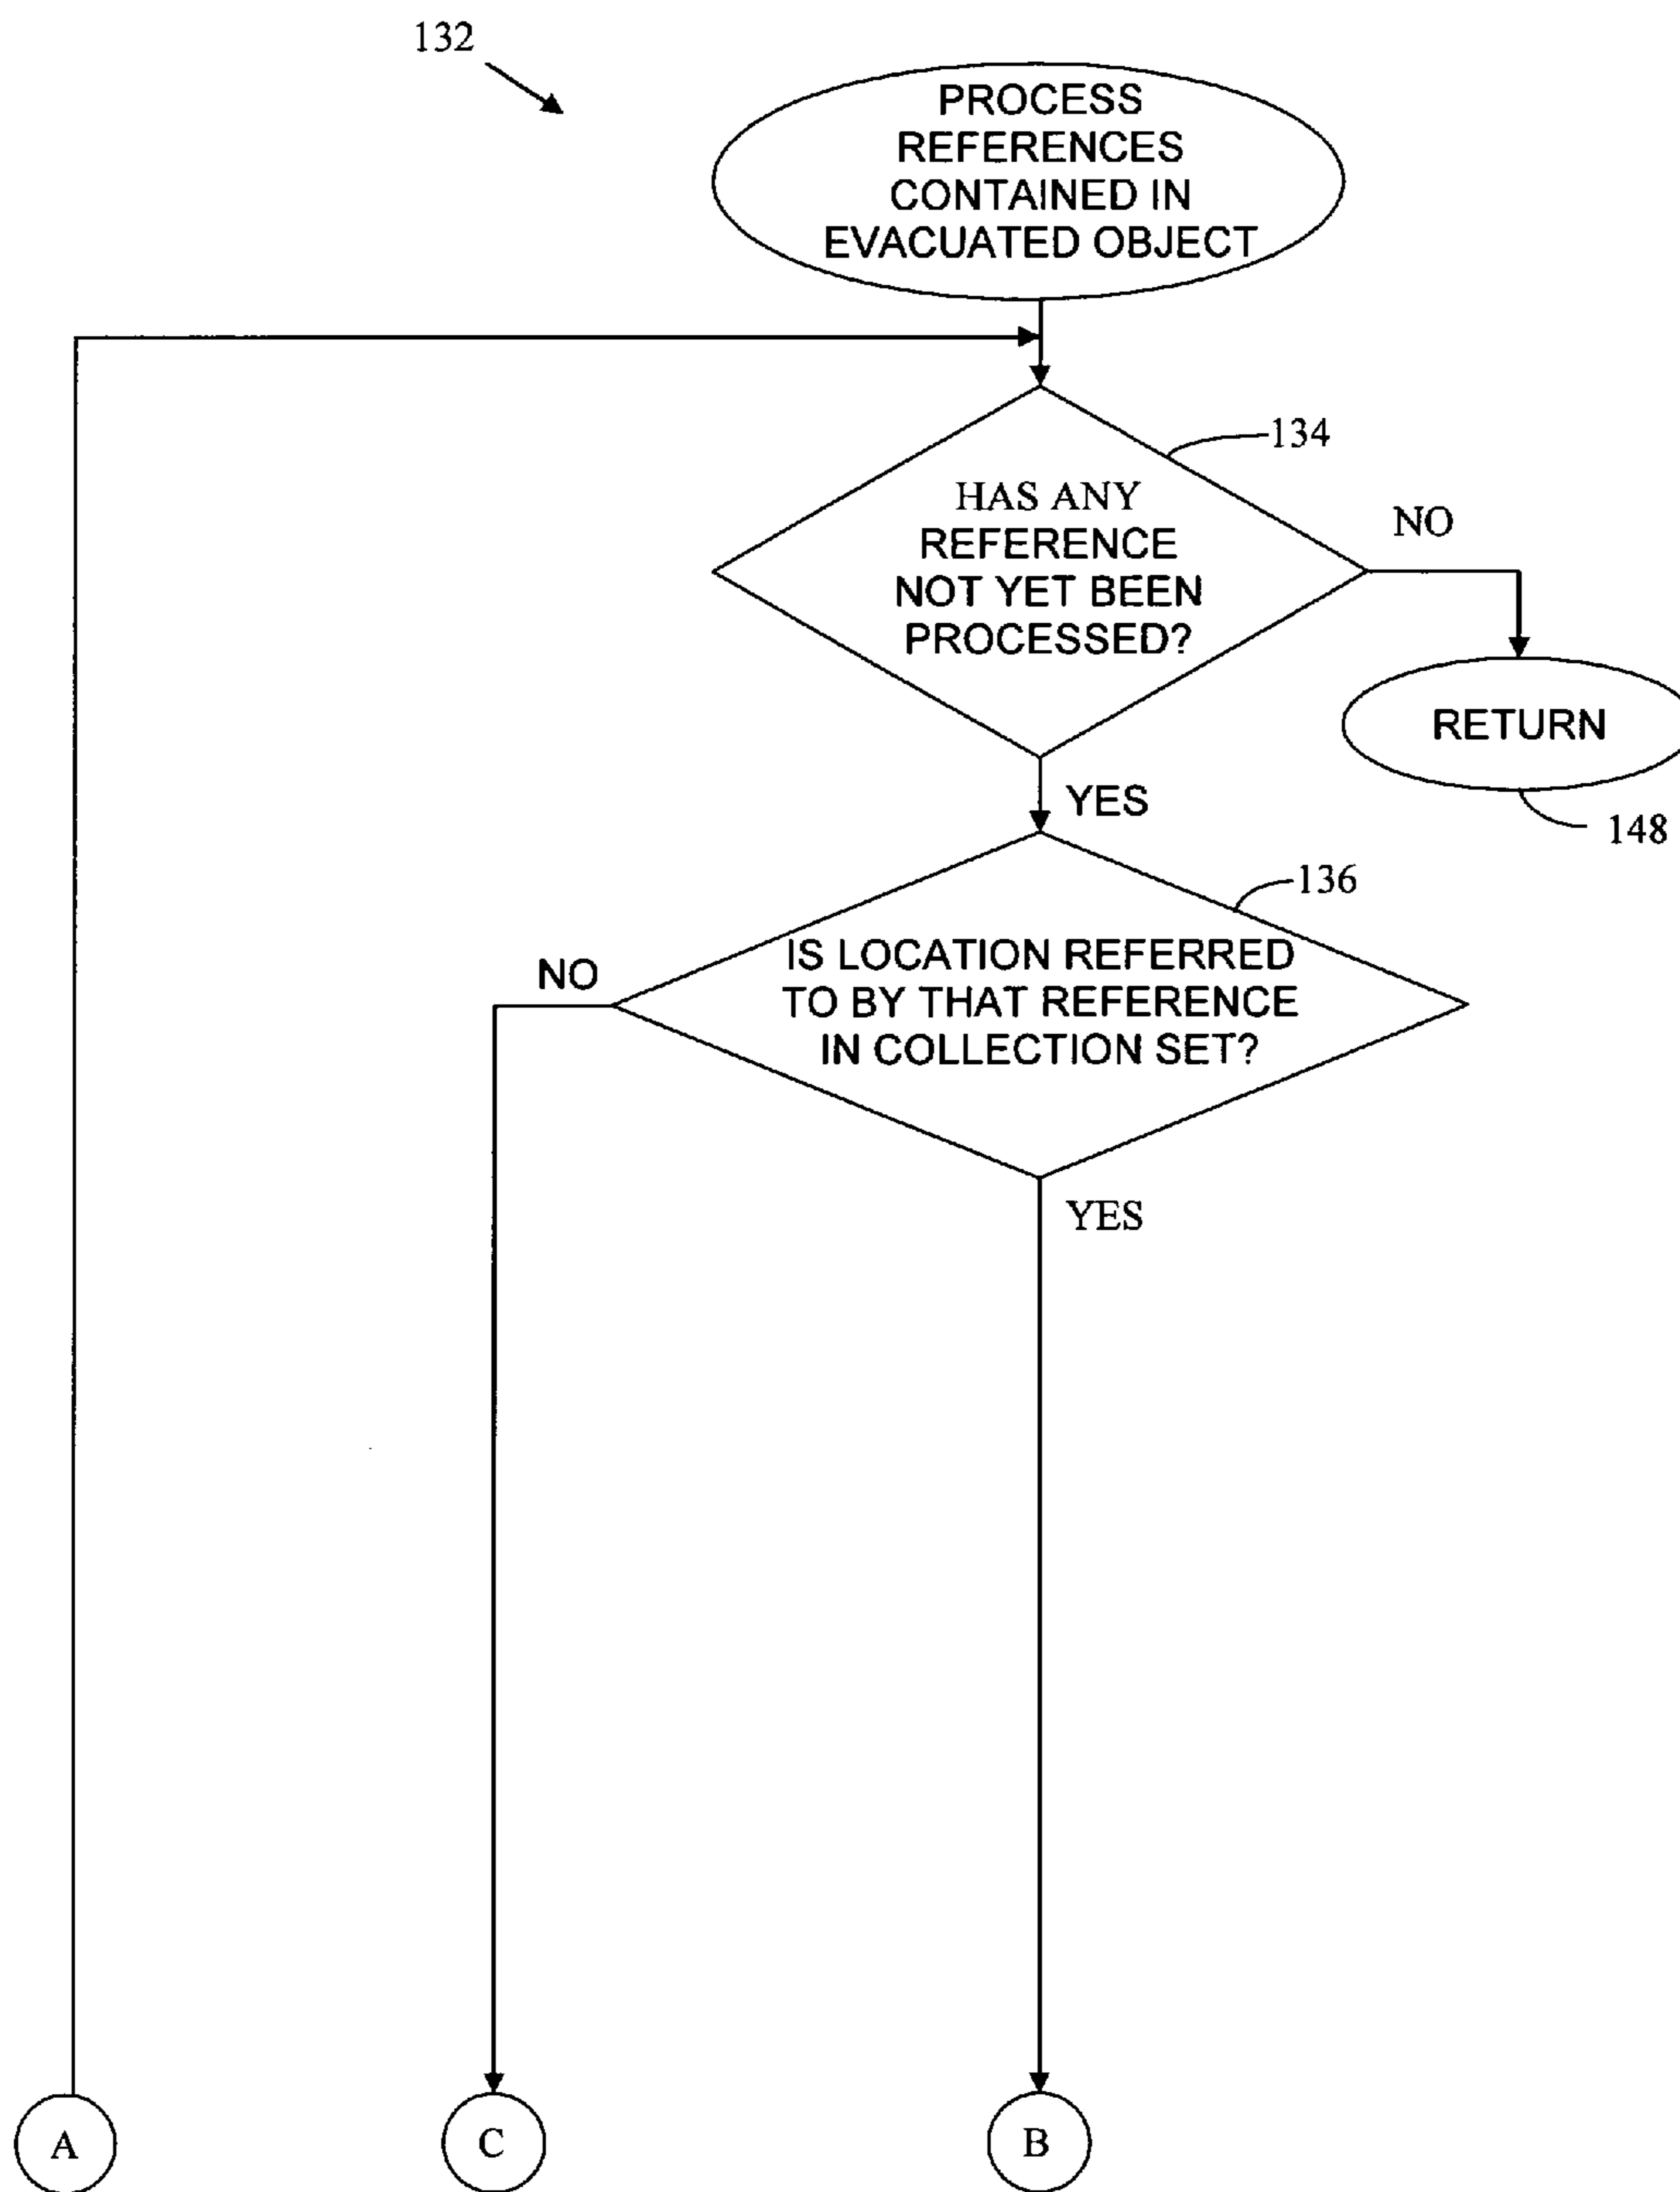 132
PROCESS
REFERENCES
CONTAINED IN
EVACUATED OBJECT
134
HAS ANY
REFERENCE
NOT YET BEEN
PROCESSED?
NO
RETURN
148
YES
136
IS LOCATION REFERRED
TO BY THAT REFERENCE
IN COLLECTION SET?
NO
YES
A
C
B